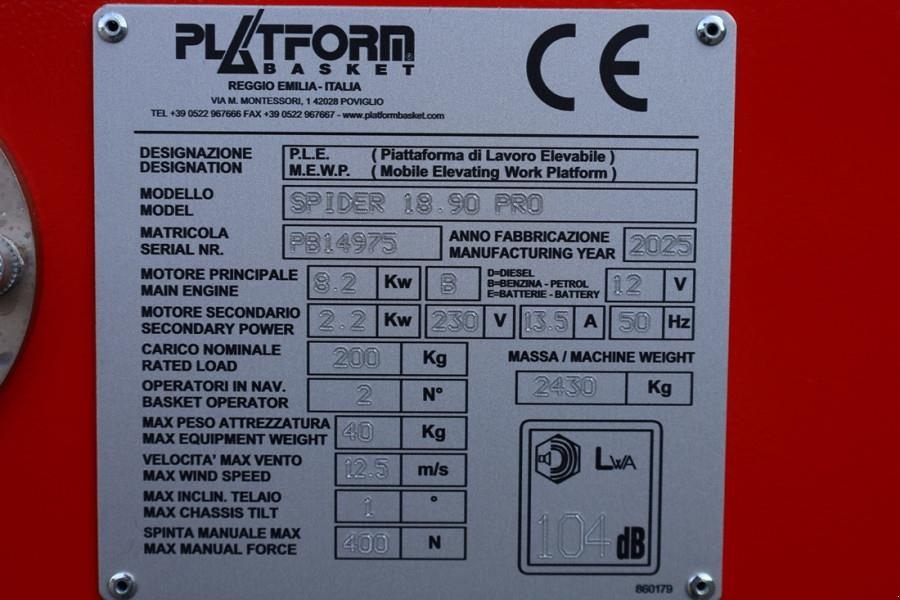 PLATFORM
BASKET
CE
REGGIO EMILIA - ITALIA
VIA M. MONTESSORI, 1 42028 POVIGLIO
TEL +39 0522 967666 FAX +39 0522 967667 - www.platformbasket.com
DESIGNAZIONE P.L.E. ( Piattaforma di Lavoro Elevabile )
DESIGNATION M.E.W.P. ( Mobile Elevating Work Platform )
MODELLO
MODEL SPIDER 18.90 PRO
MATRICOLA ANNO FABBRICAZIONE
SERIAL NR. PB14975 MANUFACTURING YEAR 2025
MOTORE PRINCIPALE D=DIESEL
MAIN ENGINE 8.2 Kw B B=BENZINA - PETROL 12 V
E=BATTERIE - BATTERY
MOTORE SECONDARIO
SECONDARY POWER 2.2 Kw 230 V 13.5 A 50 Hz
CARICO NOMINALE
RATED LOAD 200 Kg MASSA / MACHINE WEIGHT
OPERATORI IN NAV. 2430 Kg
BASKET OPERATOR 2 N°
MAX PESO ATTREZZATURA
MAX EQUIPMENT WEIGHT 40 Kg
VELOCITA' MAX VENTO
MAX WIND SPEED 12.5 m/s
MAX INCLIN. TELAIO
MAX CHASSIS TILT 1 °
SPINTA MANUALE MAX
MAX MANUAL FORCE 400 N
LWA
104 dB
860179